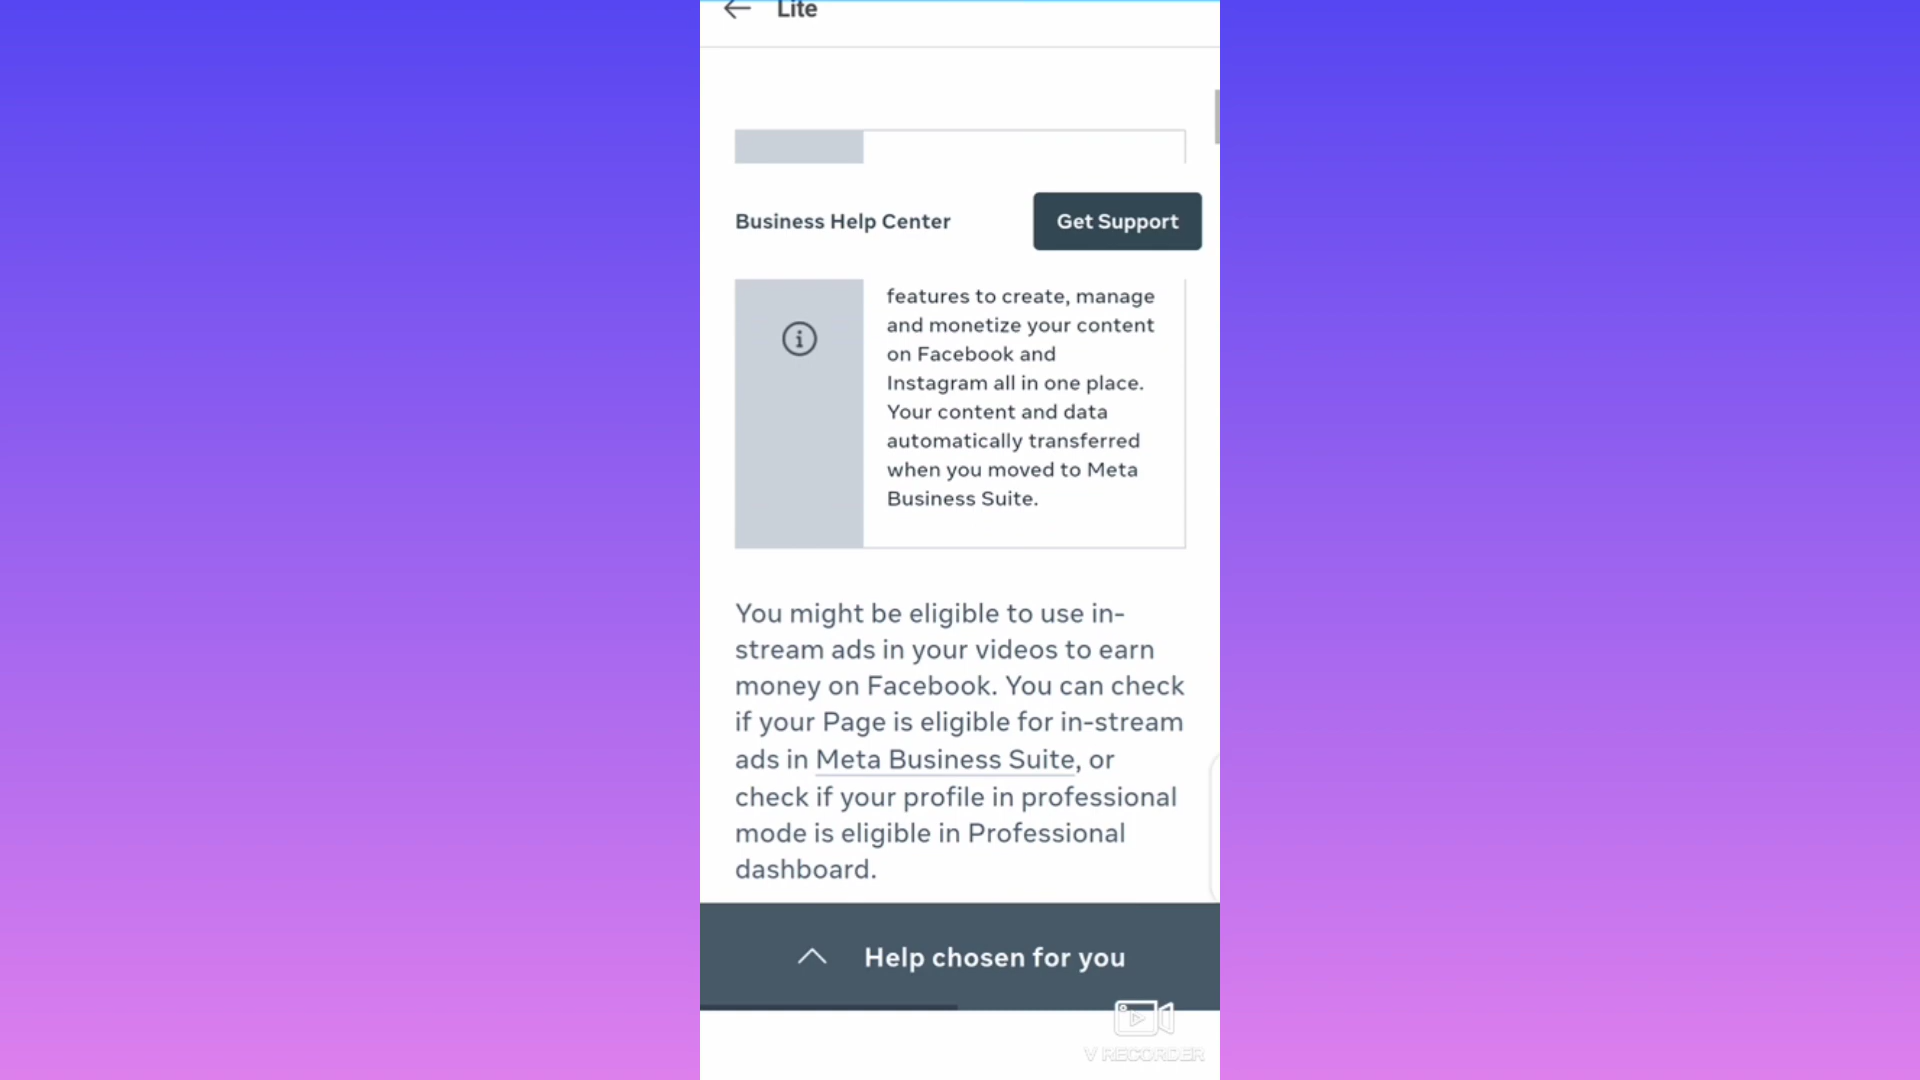 Lite
Business Help Center
Get Support
features to create, manage
and monetize your content
on Facebook and
Instagram all in one place.
Your content and data
automatically transferred
when you moved to Meta
Business Suite.
You might be eligible to use in-
stream ads in your videos to earn
money on Facebook. You can check
if your Page is eligible for in-stream
ads in Meta Business Suite, or
check if your profile in professional
mode is eligible in Professional
dashboard.
Help chosen for you
V RECORDER